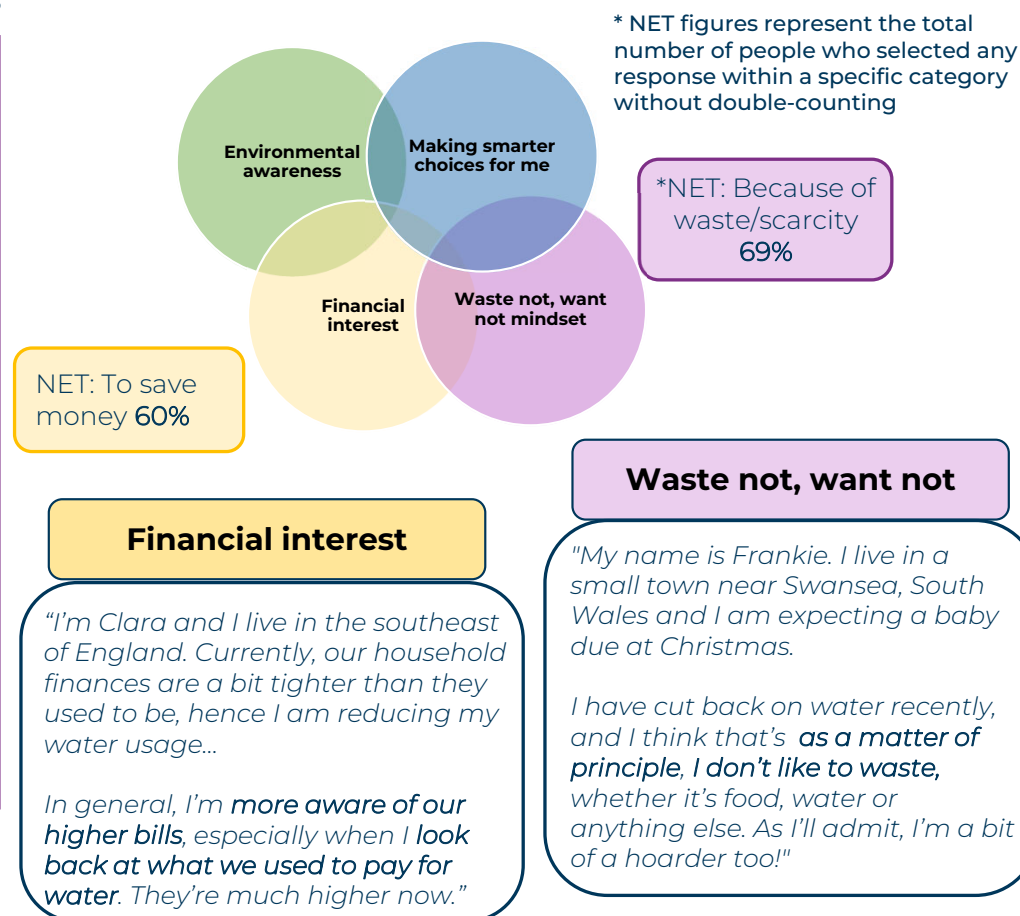 * NET figures represent the total
number of people who selected any
response within a specific category
without double-counting
Environmental
awareness
Making smarter
choices for me
*NET: Because of
waste/scarcity
69%
Financial
interest
Waste not, want
not mindset
NET: To save
money 60%
Financial interest
“I’m Clara and I live in the southeast
of England. Currently, our household
finances are a bit tighter than they
used to be, hence I am reducing my
water usage…
In general, I’m more aware of our
higher bills, especially when I look
back at what we used to pay for
water. They’re much higher now.”
Waste not, want not
"My name is Frankie. I live in a
small town near Swansea, South
Wales and I am expecting a baby
due at Christmas.
I have cut back on water recently,
and I think that’s as a matter of
principle, I don’t like to waste,
whether it’s food, water or
anything else. As I’ll admit, I’m a bit
of a hoarder too!"